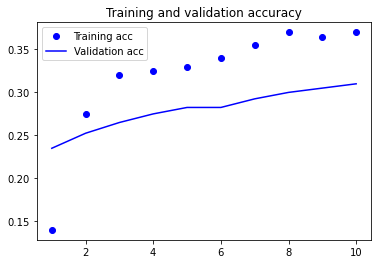 Training and validation accuracy
Training acc
Validation acc
0.35
0.30
0.25
0.20
0.15
2 4 6 8 10